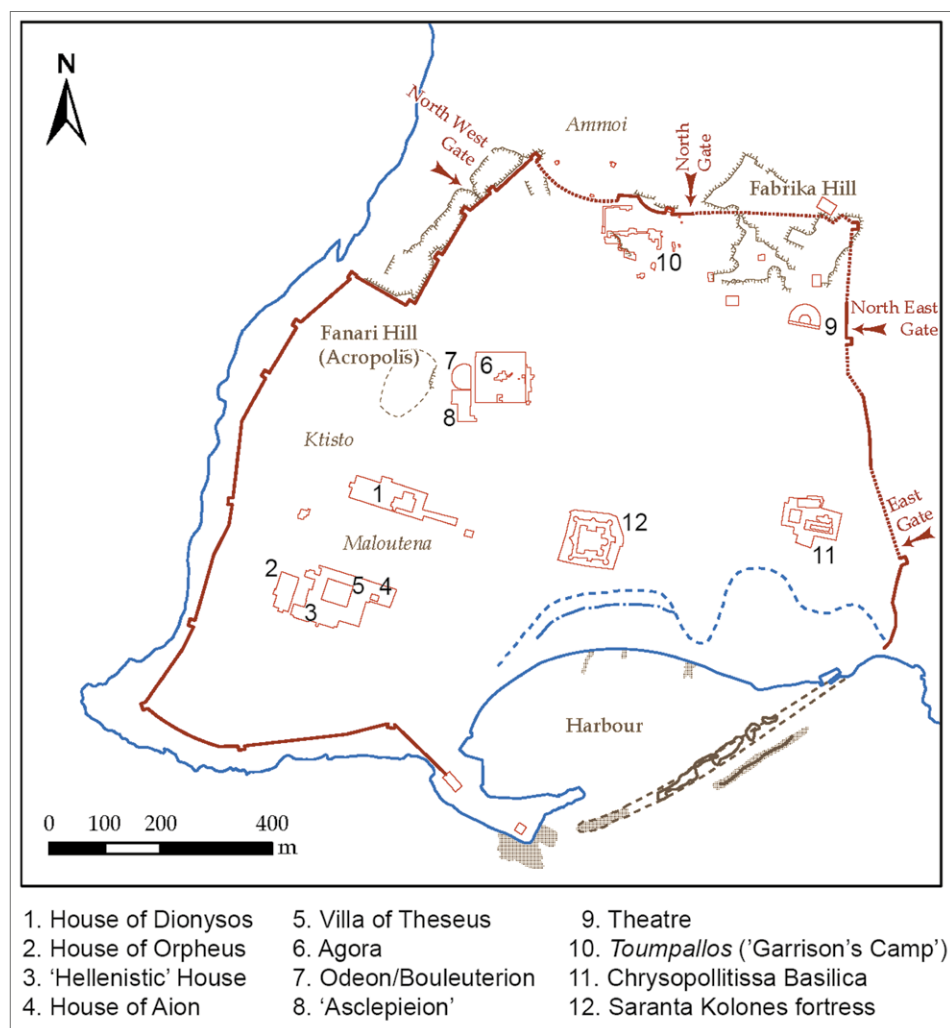 N
North West
Gate
Ammoi
North
Gate
Fabrika Hill
10
North East
Gate
9
Fanari Hill
(Acropolis)
7
6
8
Ktisto
1
East
Gate
12
11
Maloutena
2
5
4
3
Harbour
0 100 200 400
m
1. House of Dionysos
2. House of Orpheus
3. ‘Hellenistic’ House
4. House of Aion
5. Villa of Theseus
6. Agora
7. Odeon/Bouleuterion
8. ‘Asclepieion’
9. Theatre
10. Toumpallos (’Garrison’s Camp’)
11. Chrysopollitissa Basilica
12. Saranta Kolones fortress